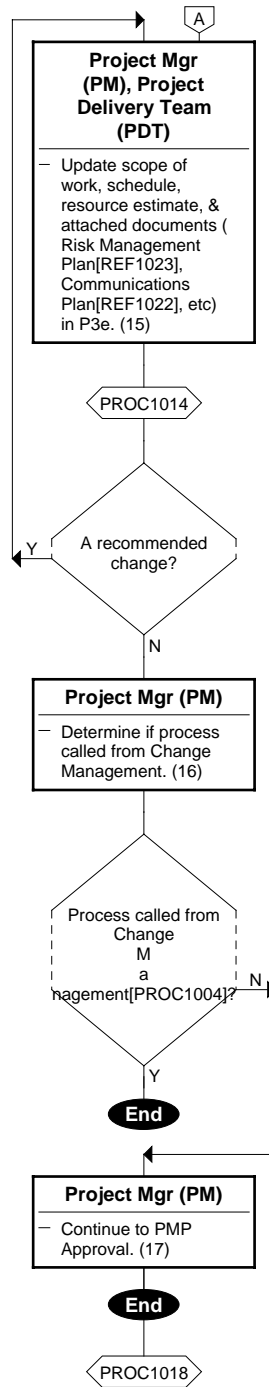 A
Project Mgr
(PM), Project
Delivery Team
(PDT)
– Update scope of
work, schedule,
resource estimate, &
attached documents (
Risk Management
Plan[REF1023],
Communications
Plan[REF1022], etc)
in P3e. (15)
PROC1014
A recommended
change?
Y
N
Project Mgr (PM)
– Determine if process
called from Change
Management. (16)
Process called from
Change
M
a
nagement[PROC1004]?
N
Y
End
Project Mgr (PM)
– Continue to PMP
Approval. (17)
End
PROC1018